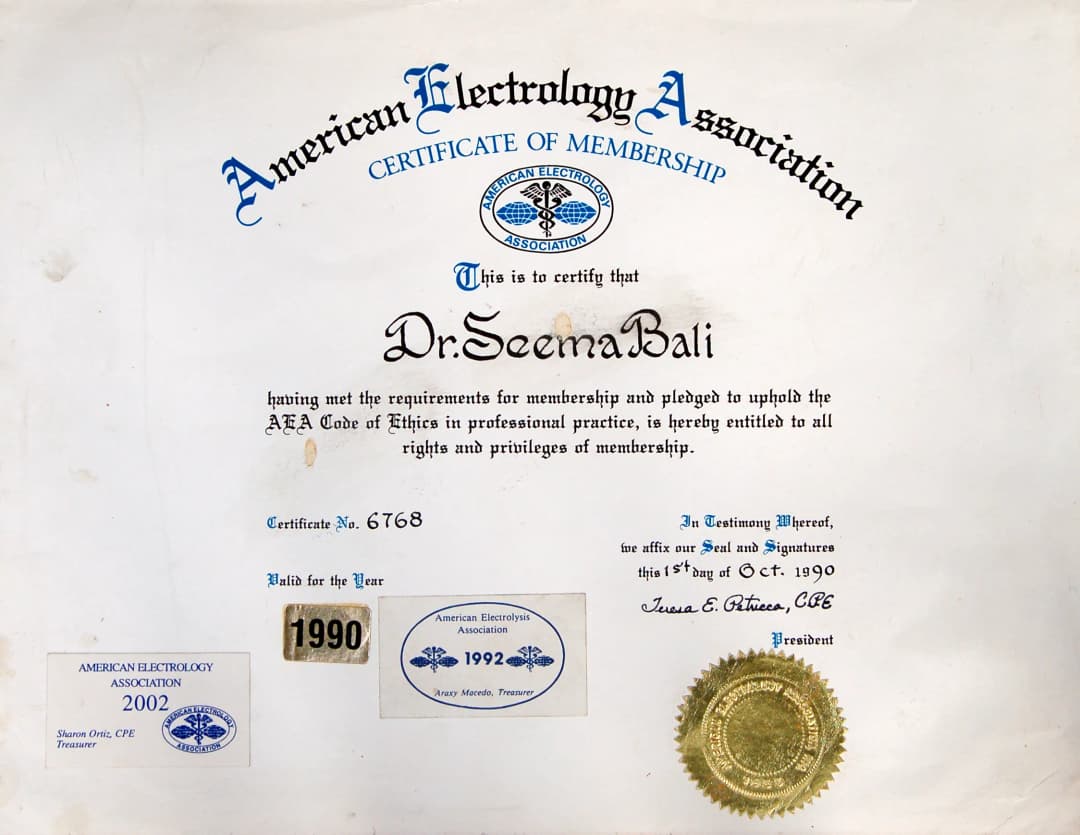 American Electrology Association
CERTIFICATE OF MEMBERSHIP
AMERICAN ELECTROLOGY
ASSOCIATION
This is to certify that
Dr. Seema Bali
having met the requirements for membership and pledged to uphold the
AEA Code of Ethics in professional practice, is hereby entitled to all
rights and privileges of membership.
Certificate No. 6768
Valid for the Year
1990
In Testimony Whereof,
we affix our Seal and Signatures
this 1st day of Oct. 1990
Teresa E. Petricca, CPE
President
American Electrolysis
Association
1992
Araxy Macedo, Treasurer
AMERICAN ELECTROLOGY
ASSOCIATION
2002
Sharon Ortiz, CPE
Treasurer
AMERICAN ELECTROLOGY
ASSOCIATION